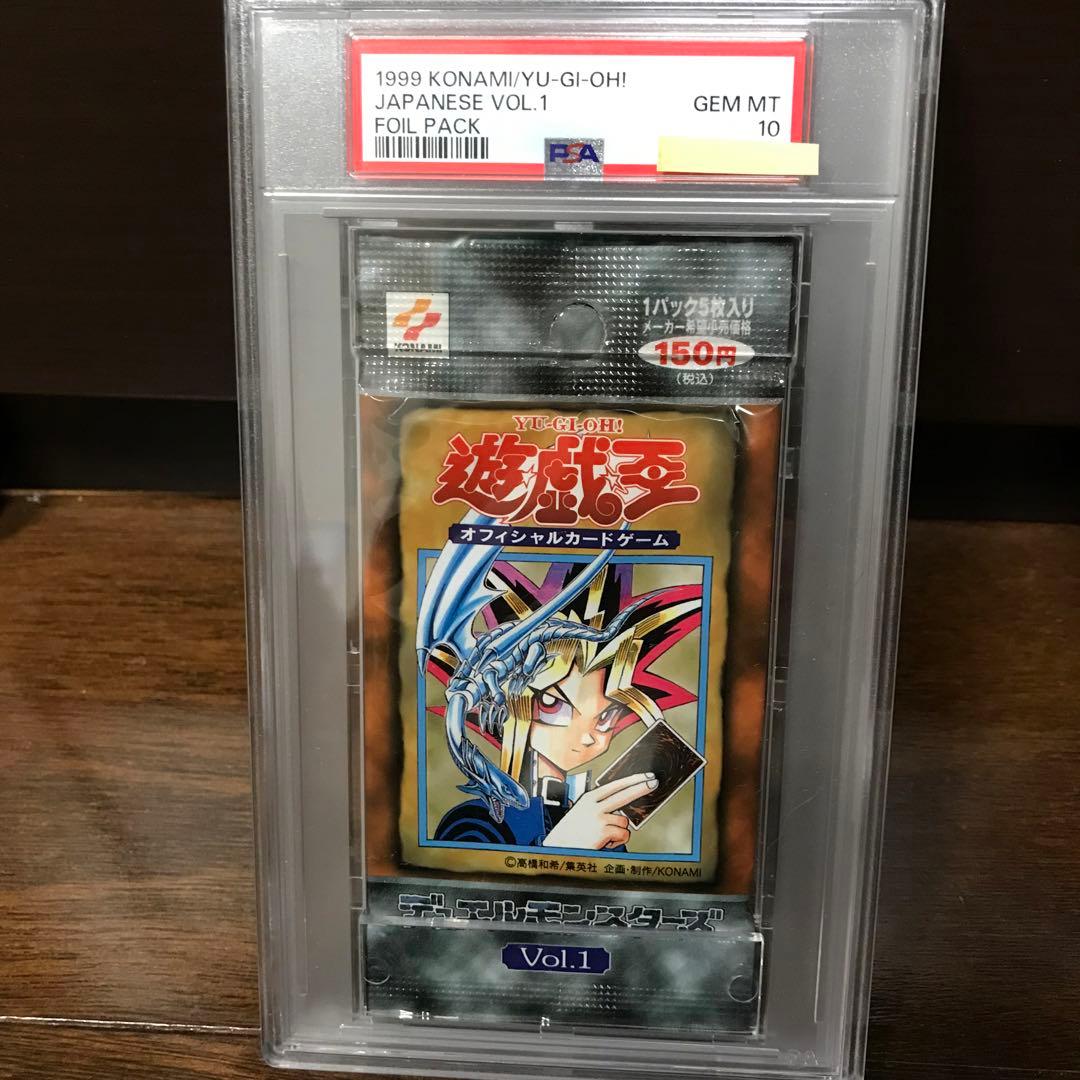 1999 KONAMI/YU-GI-OH!
JAPANESE VOL.1
GEM MT
FOIL PACK
10
PSA
KONAMI
1パック5枚入り
メーカー希望小売価格
150円
(税込)
YU-GI-OH!
遊戯王
オフィシャルカードゲーム
©高橋和希/集英社 企画・制作/KONAMI
デュエルモンスターズ
Vol.1